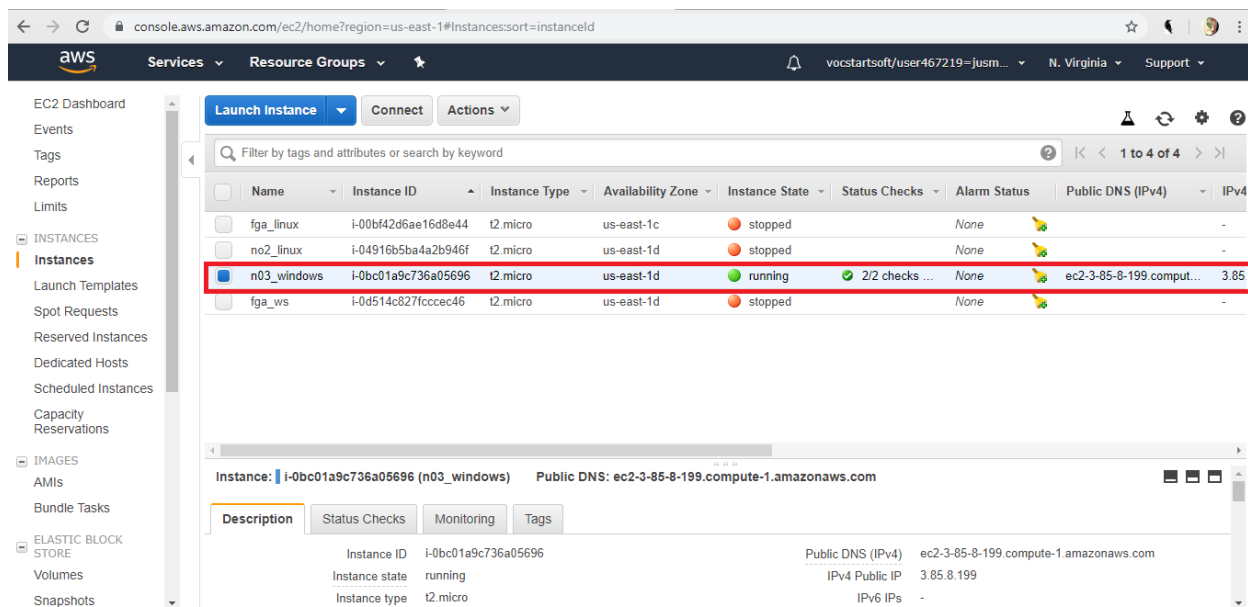 console.aws.amazon.com/ec2/home?region=us-east-1#Instances:sort=instanceId
aws Services Resource Groups vocstartsoft/user467219=jusm... N. Virginia Support
EC2 Dashboard
Events
Tags
Reports
Limits
INSTANCES
Instances
Launch Templates
Spot Requests
Reserved Instances
Dedicated Hosts
Scheduled Instances
Capacity
Reservations
IMAGES
AMIs
Bundle Tasks
ELASTIC BLOCK
STORE
Volumes
Snapshots
Launch Instance Connect Actions
Filter by tags and attributes or search by keyword 1 to 4 of 4
Name Instance ID Instance Type Availability Zone Instance State Status Checks Alarm Status Public DNS (IPv4) IPv4
fga_linux i-00bf42d6ae16d8e44 t2.micro us-east-1c stopped None -
no2_linux i-04916b5ba4a2b946f t2.micro us-east-1d stopped None -
n03_windows i-0bc01a9c736a05696 t2.micro us-east-1d running 2/2 checks ... None ec2-3-85-8-199.comput... 3.85
fga_ws i-0d514c827fcccec46 t2.micro us-east-1d stopped None -
Instance: i-0bc01a9c736a05696 (n03_windows) Public DNS: ec2-3-85-8-199.compute-1.amazonaws.com
Description Status Checks Monitoring Tags
Instance ID i-0bc01a9c736a05696 Public DNS (IPv4) ec2-3-85-8-199.compute-1.amazonaws.com
Instance state running IPv4 Public IP 3.85.8.199
Instance type t2.micro IPv6 IPs -